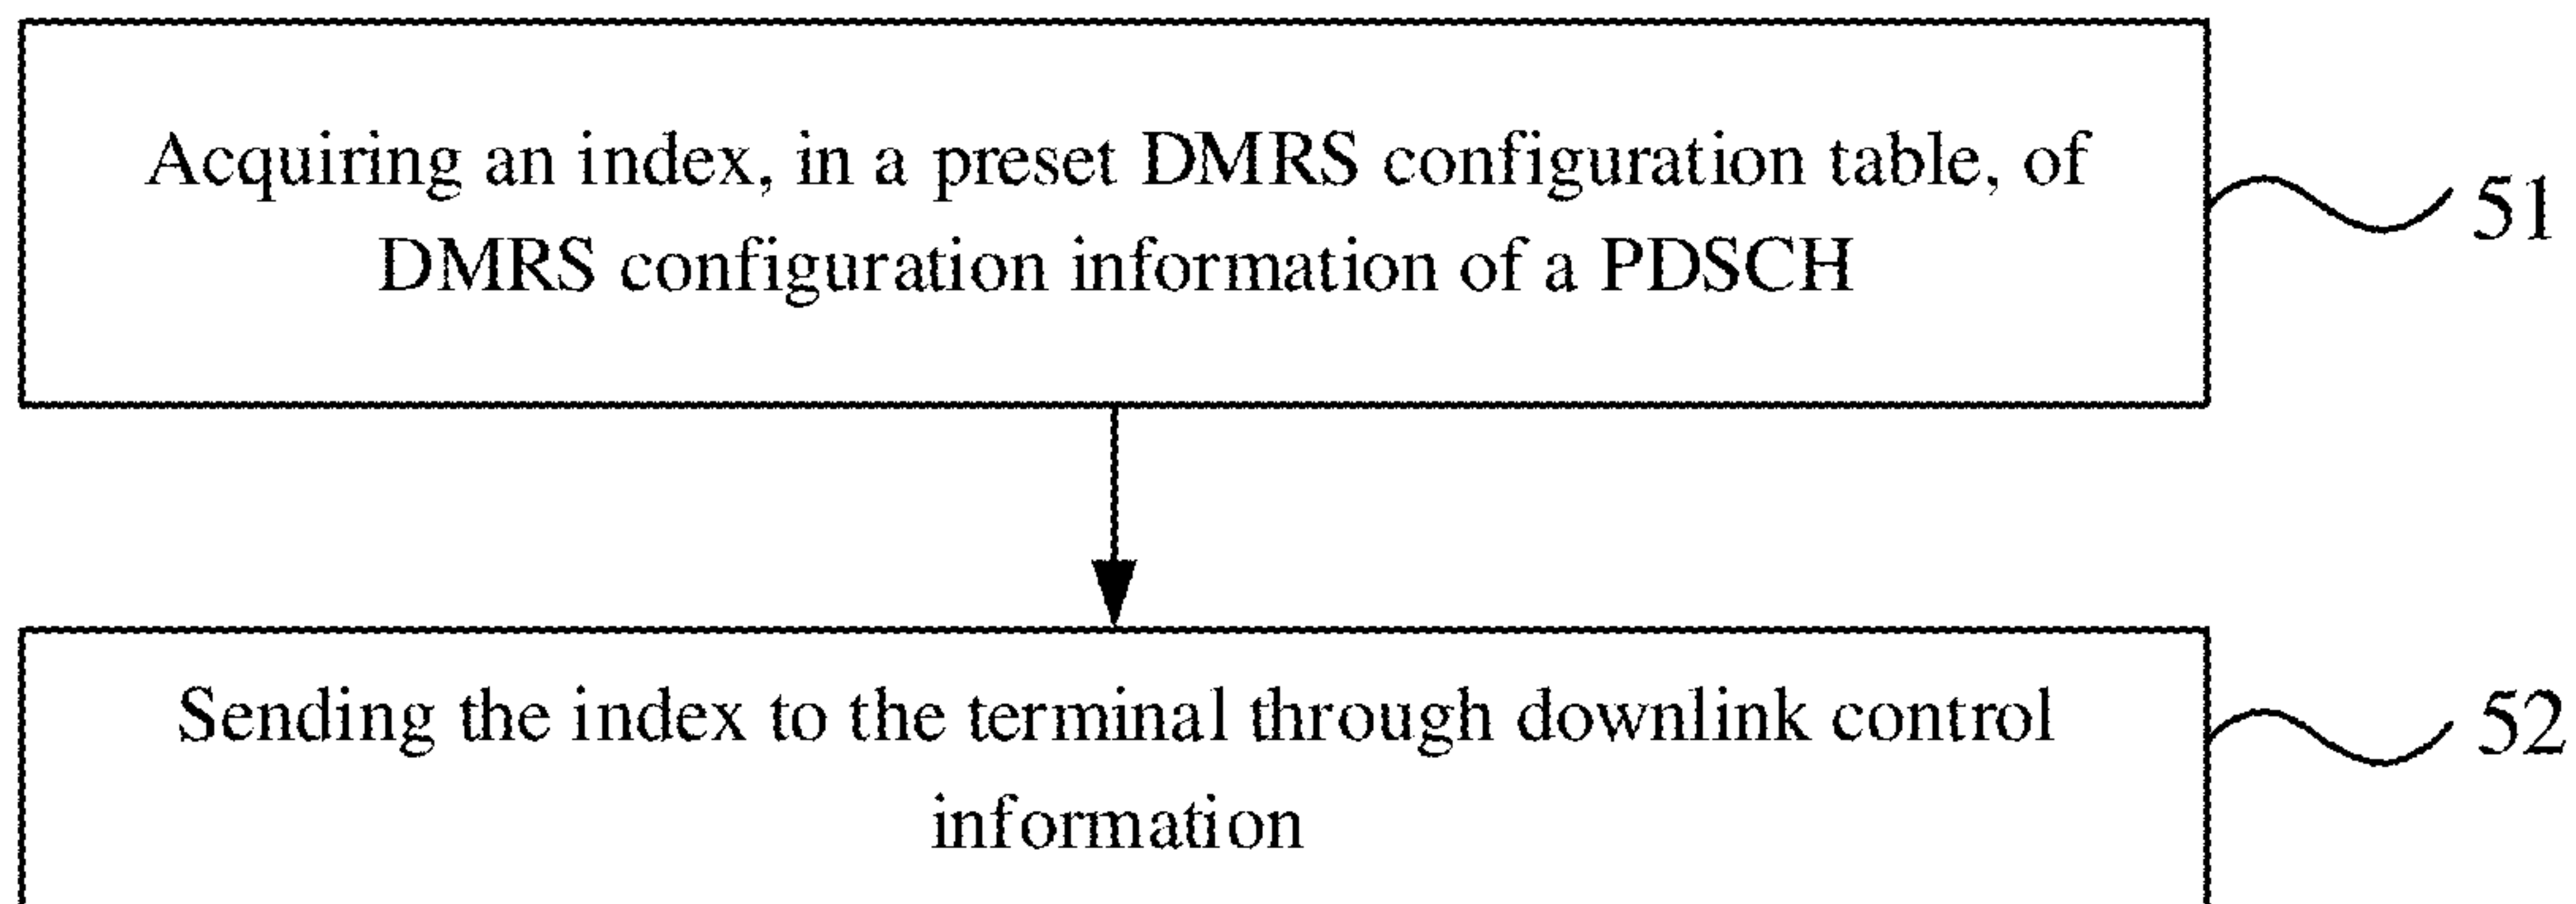 Acquiring an index, in a preset DMRS configuration table, of
DMRS configuration information of a PDSCH
51
Sending the index to the terminal through downlink control
information
52